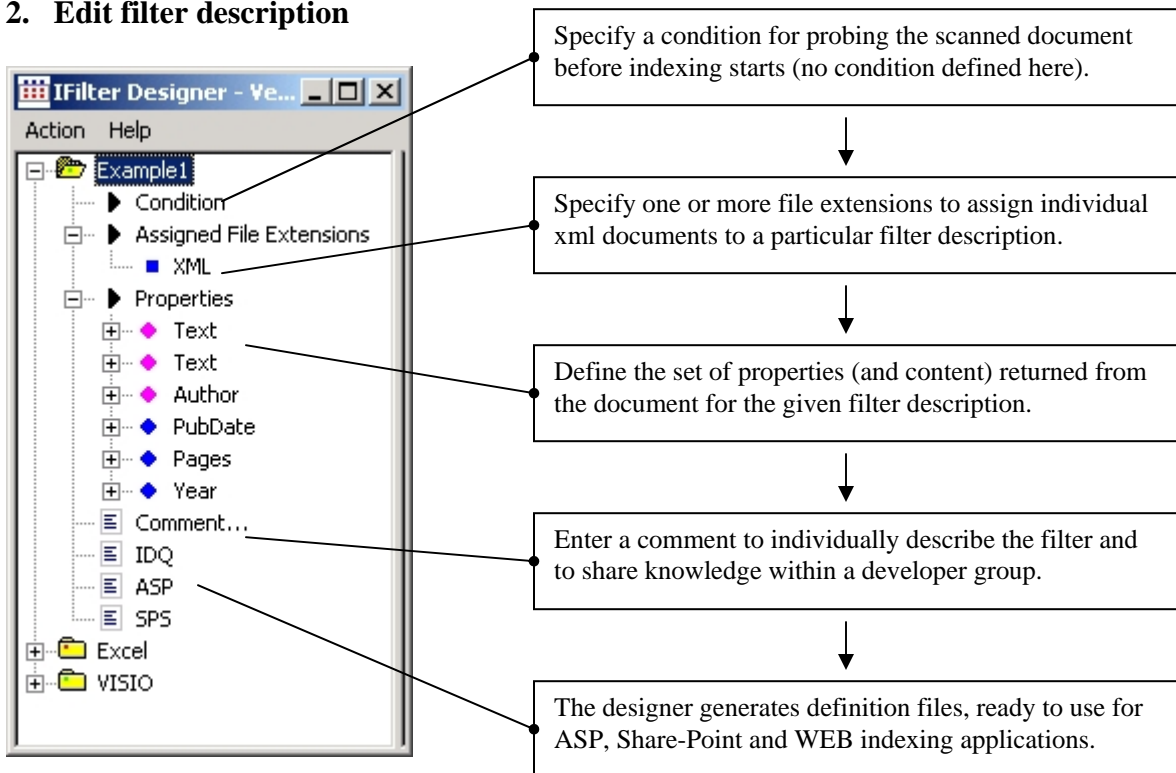 2. Edit filter description
IFilter Designer - Ve...
Action Help
Example1
Condition
Assigned File Extensions
XML
Properties
Text
Text
Author
PubDate
Pages
Year
Comment...
IDQ
ASP
SPS
Excel
VISIO
Specify a condition for probing the scanned document
before indexing starts (no condition defined here).
Specify one or more file extensions to assign individual
xml documents to a particular filter description.
Define the set of properties (and content) returned from
the document for the given filter description.
Enter a comment to individually describe the filter and
to share knowledge within a developer group.
The designer generates definition files, ready to use for
ASP, Share-Point and WEB indexing applications.